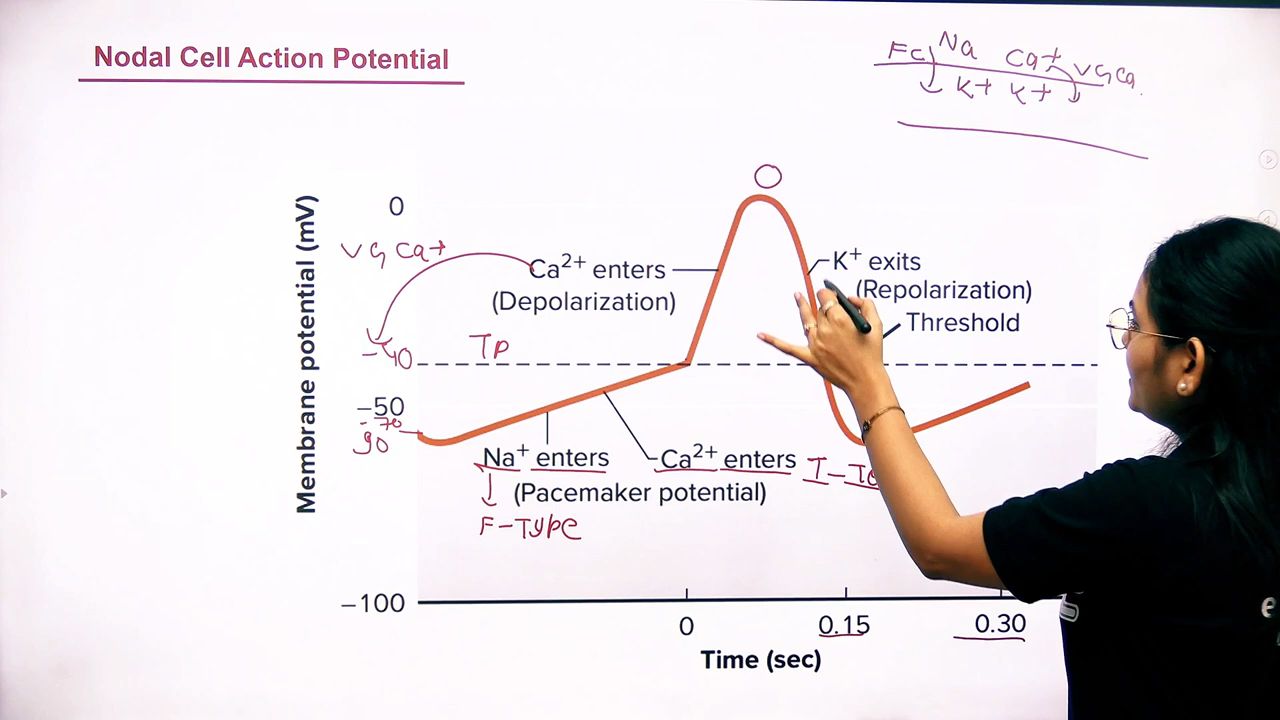 Nodal Cell Action Potential
Fc Na Ca+ VG Ca
K+ K+
O
0
VG Ca+
Ca2+ enters
(Depolarization)
K+ exits
(Repolarization)
Threshold
-40
TP
−50
-70
90
Na+ enters
Ca2+ enters
(Pacemaker potential)
F-TYPE
−100
0
0.15
0.30
Time (sec)
Membrane potential (mV)